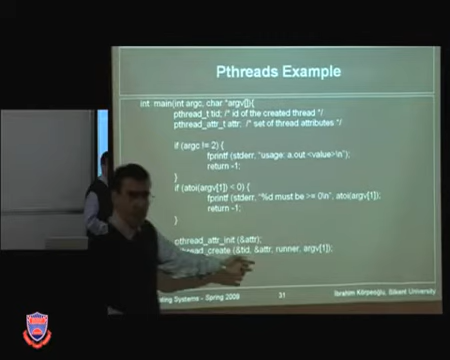 Pthreads Example
int main(int argc, char *argv[]){
pthread_t tid; /* id of the created thread */
pthread_attr_t attr; /* set of thread attributes */
if (argc != 2) {
fprintf (stderr, "usage: a.out <value>\n");
return -1;
}
if (atoi(argv[1]) < 0) {
fprintf (stderr, "%d must be >= 0\n", atoi(argv[1]);
return -1;
}
pthread_attr_init (&attr);
thread_create (&tid, &attr, runner, argv[1]);
Systems - Spring 2009
31
İbrahim Körpeoğlu, Bilkent University